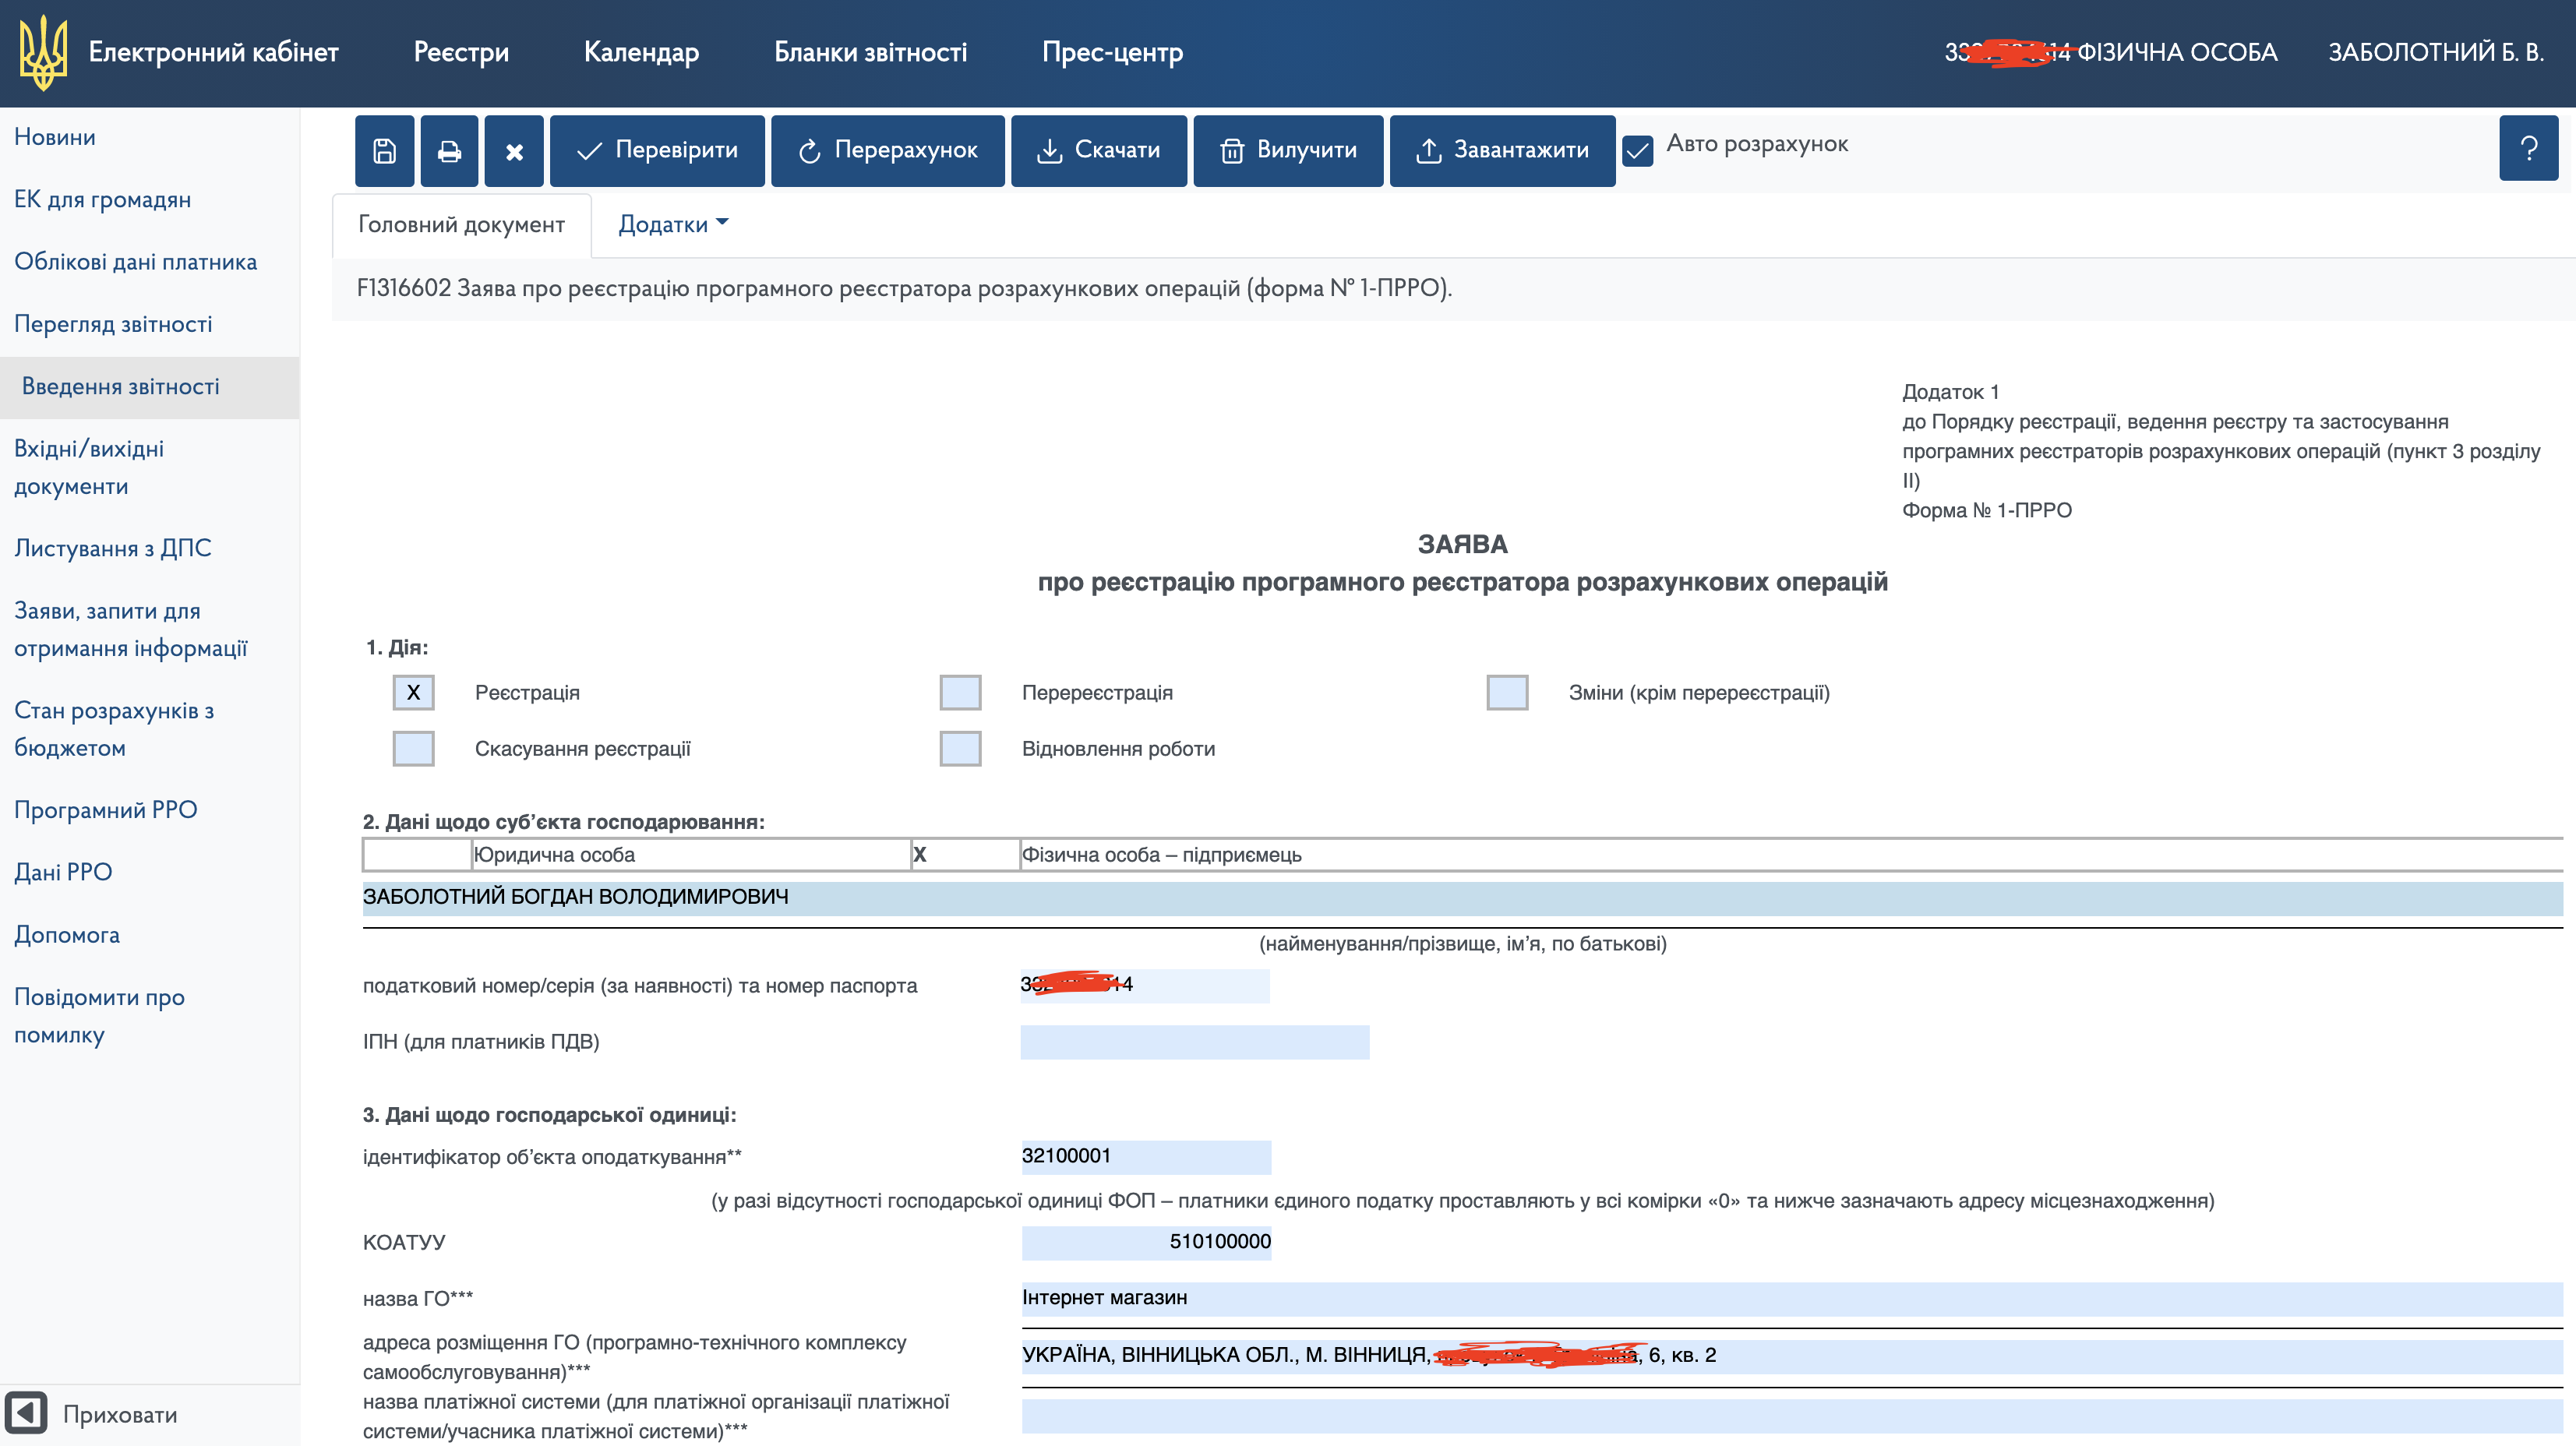 Електронний кабінет
Реєстри
Календар
Бланки звітності
Прес-центр
ФІЗИЧНА ОСОБА
ЗАБОЛОТНИЙ Б. В.
Новини
ЕК для громадян
Облікові дані платника
Перегляд звітності
Введення звітності
Вхідні/вихідні
документи
Листування з ДПС
Заяви, запити для
отримання інформації
Стан розрахунків з
бюджетом
Програмний РРО
Дані РРО
Допомога
Повідомити про
помилку
Приховати
Перевірити
Перерахунок
Скачати
Вилучити
Завантажити
Авто розрахунок
?
Головний документ
Додатки
F1316602 Заява про реєстрацію програмного реєстратора розрахункових операцій (форма № 1-ПРРО).
Додаток 1
до Порядку реєстрації, ведення реєстру та застосування
програмних реєстраторів розрахункових операцій (пункт 3 розділу
II)
Форма № 1-ПРРО
ЗАЯВА
про реєстрацію програмного реєстратора розрахункових операцій
1. Дія:
X Реєстрація
Перереєстрація
Зміни (крім перереєстрації)
Скасування реєстрації
Відновлення роботи
2. Дані щодо суб’єкта господарювання:
Юридична особа
X Фізична особа – підприємець
ЗАБОЛОТНИЙ БОГДАН ВОЛОДИМИРОВИЧ
(найменування/прізвище, ім’я, по батькові)
податковий номер/серія (за наявності) та номер паспорта
ІПН (для платників ПДВ)
3. Дані щодо господарської одиниці:
ідентифікатор об’єкта оподаткування** 32100001
(у разі відсутності господарської одиниці ФОП – платники єдиного податку проставляють у всі комірки «0» та нижче зазначають адресу місцезнаходження)
КОАТУУ 510100000
назва ГО*** Інтернет магазин
адреса розміщення ГО (програмно-технічного комплексу
самообслуговування)***
УКРАЇНА, ВІННИЦЬКА ОБЛ., М. ВІННИЦЯ, 6, кв. 2
назва платіжної системи (для платіжної організації платіжної
системи/учасника платіжної системи)***